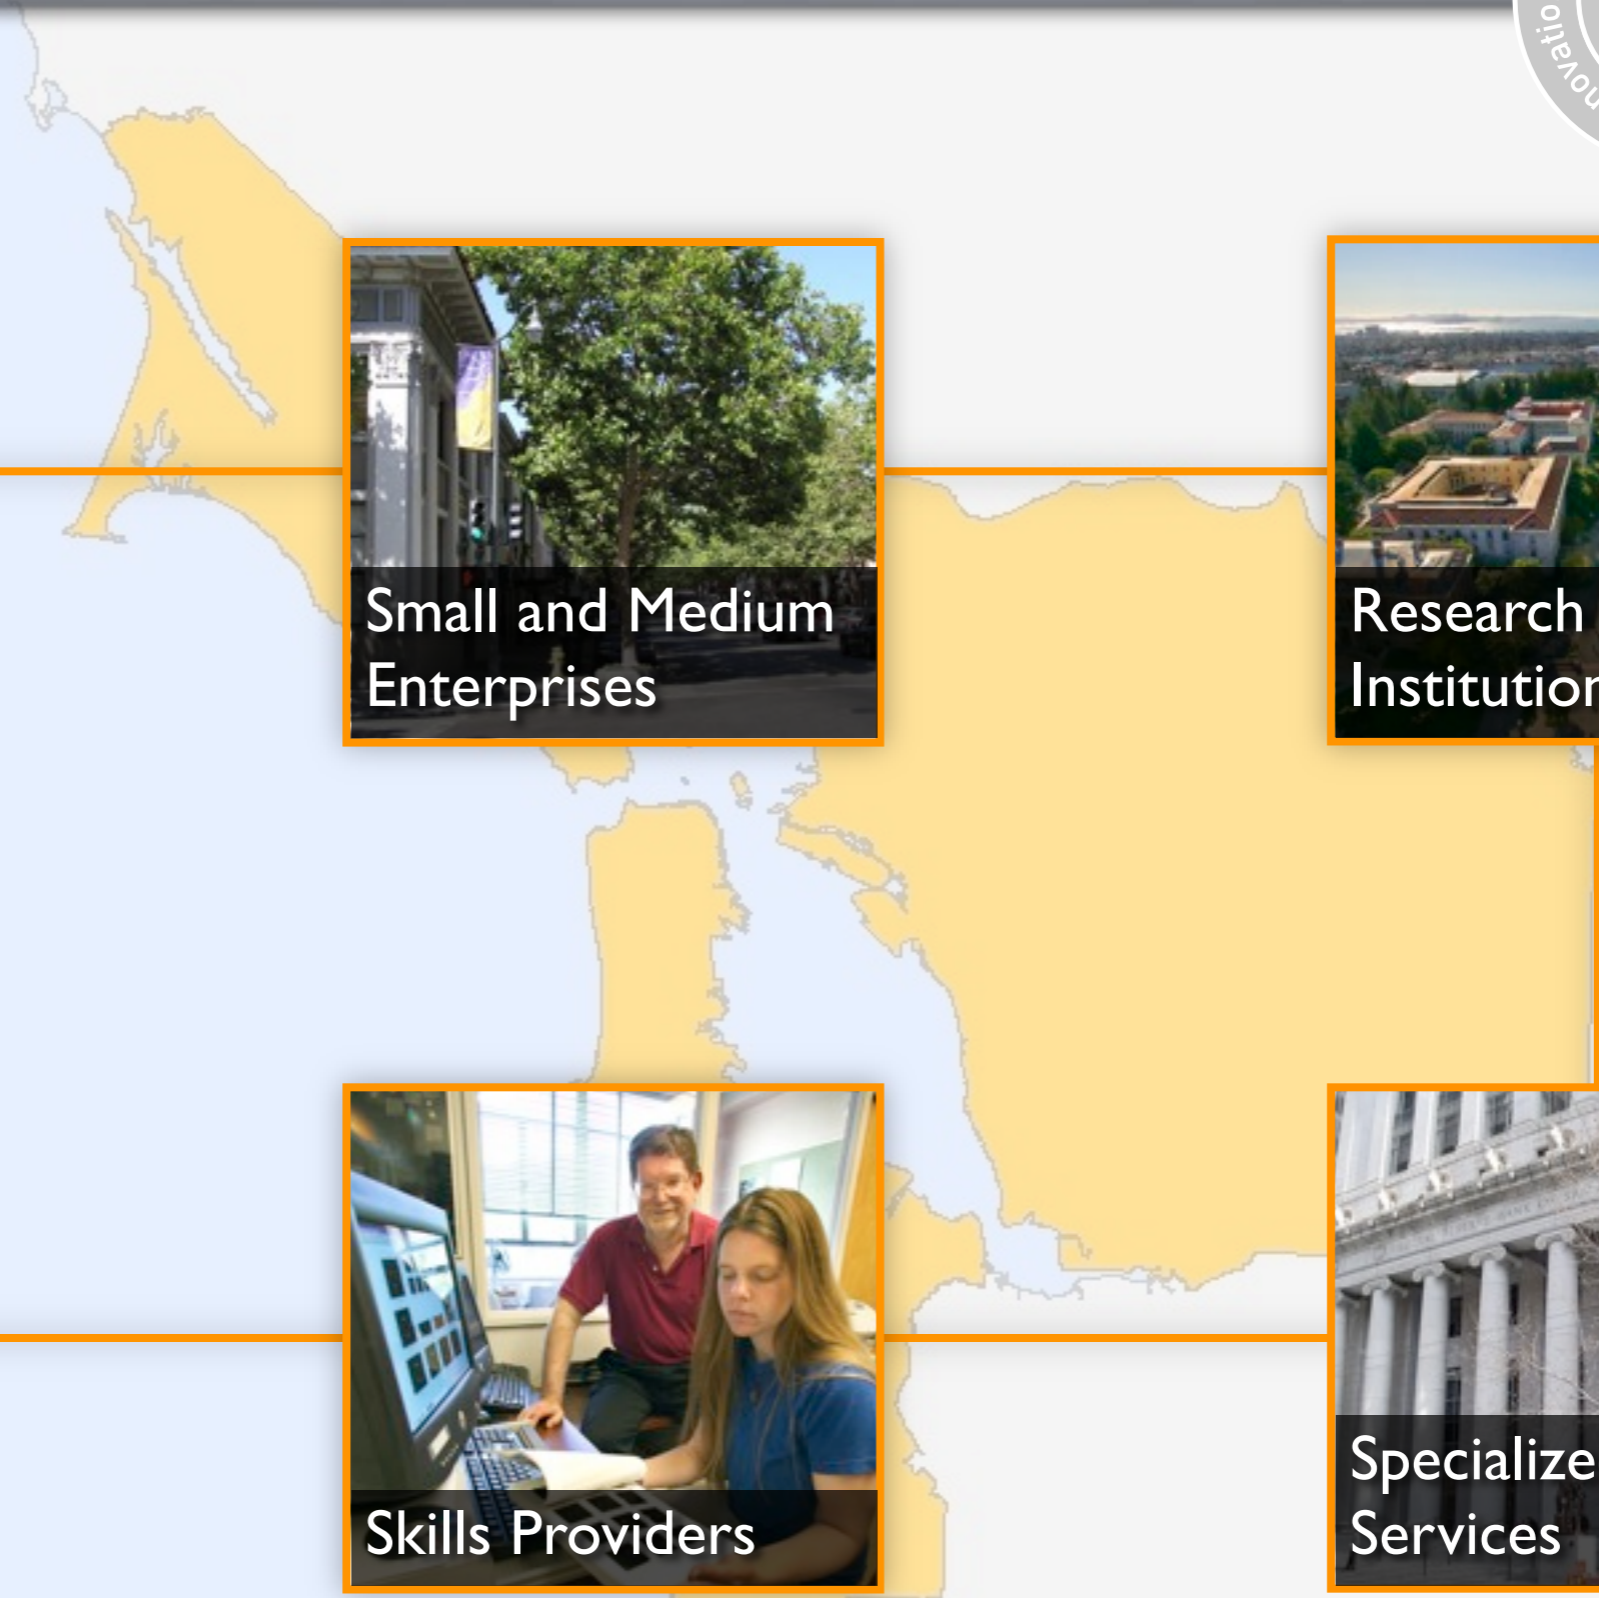 Small and Medium
Enterprises
Research
Services
Skills Providers